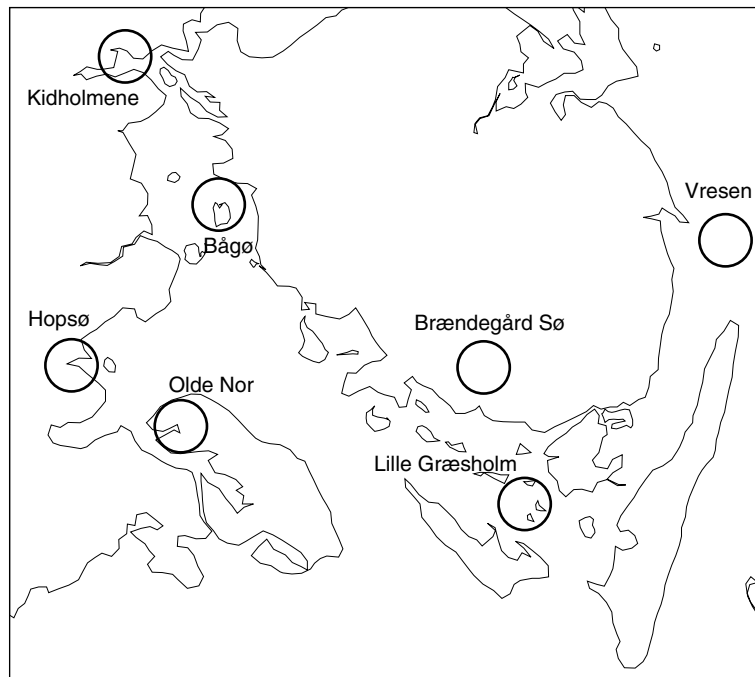 Kidholmene
Vresen
Bågø
Hopsø
Brændegård Sø
Olde Nor
Lille Græsholm